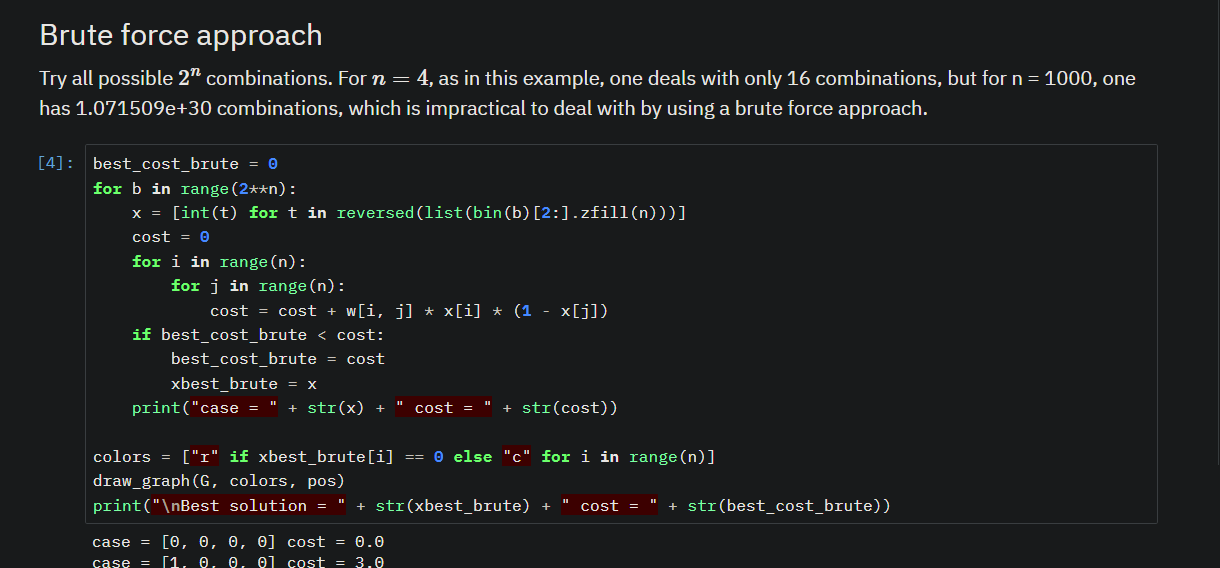 Brute force approach
Try all possible 2ⁿ combinations. For n = 4, as in this example, one deals with only 16 combinations, but for n = 1000, one
has 1.071509e+30 combinations, which is impractical to deal with by using a brute force approach.
[4]: best_cost_brute = 0
for b in range(2**n):
    x = [int(t) for t in reversed(list(bin(b)[2:].zfill(n)))]
    cost = 0
    for i in range(n):
        for j in range(n):
            cost = cost + w[i, j] * x[i] * (1 - x[j])
    if best_cost_brute < cost:
        best_cost_brute = cost
        xbest_brute = x
    print("case = " + str(x) + " cost = " + str(cost))
colors = ["r" if xbest_brute[i] == 0 else "c" for i in range(n)]
draw_graph(G, colors, pos)
print("\nBest solution = " + str(xbest_brute) + " cost = " + str(best_cost_brute))
case = [0, 0, 0, 0] cost = 0.0
case = [1, 0, 0, 0] cost = 3.0